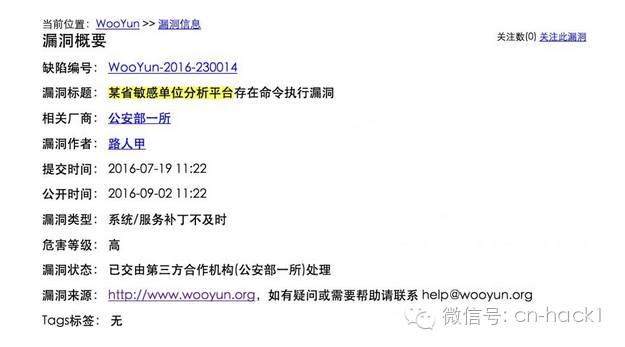 当前位置： WooYun >> 漏洞信息
漏洞概要
关注数(0) 关注此漏洞
缺陷编号： WooYun-2016-230014
漏洞标题： 某省敏感单位分析平台存在命令执行漏洞
相关厂商： 公安部一所
漏洞作者： 路人甲
提交时间： 2016-07-19 11:22
公开时间： 2016-09-02 11:22
漏洞类型： 系统/服务补丁不及时
危害等级： 高
漏洞状态： 已交由第三方合作机构(公安部一所)处理
漏洞来源： http://www.wooyun.org，如有疑问或需要帮助请联系 help@wooyun.org
Tags标签： 无
微信号: cn-hack1